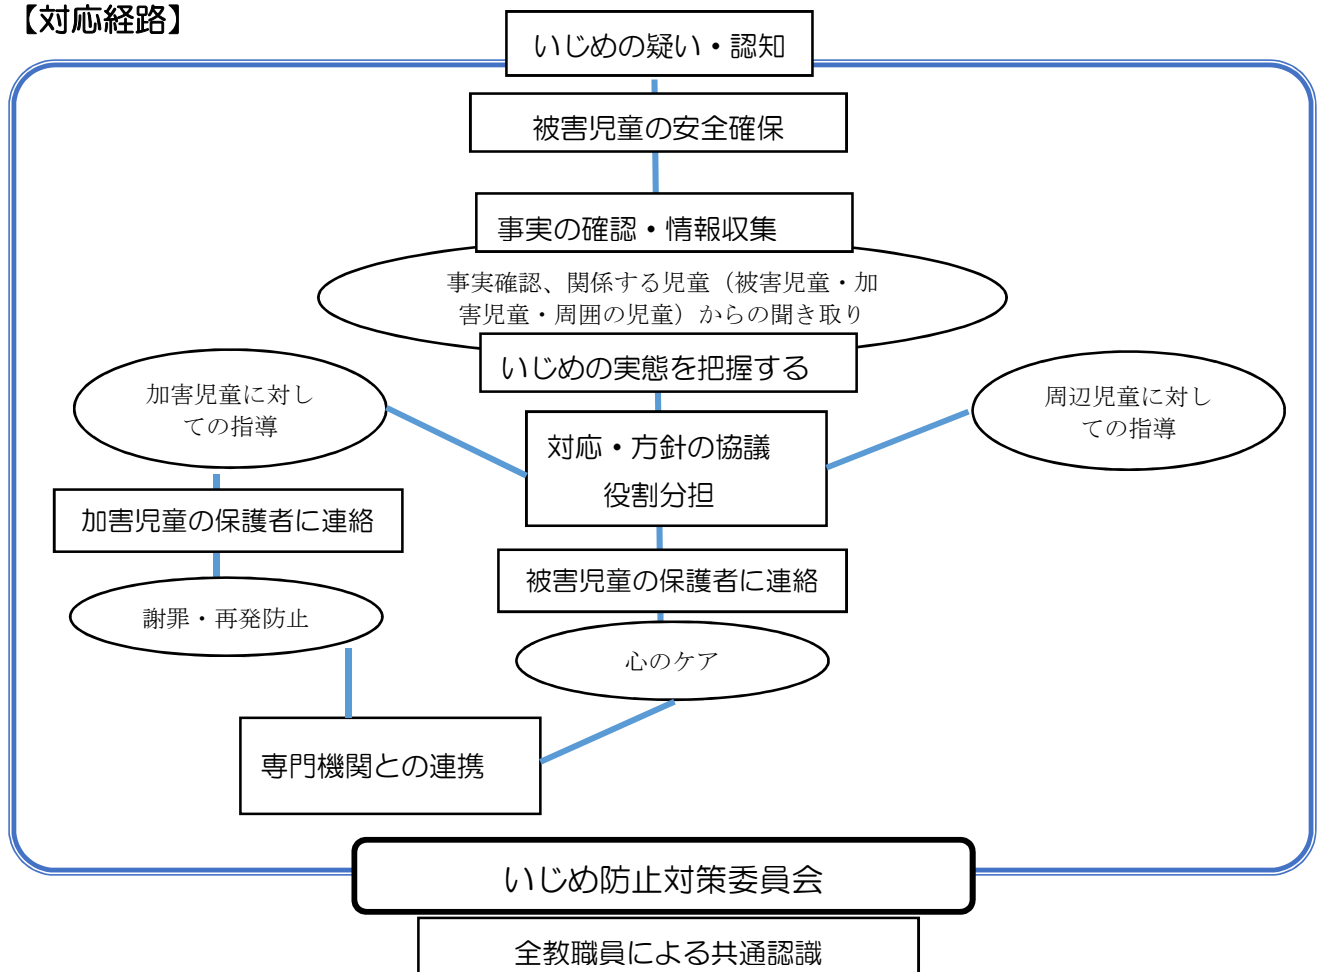 【対応経路】
いじめの疑い・認知
被害児童の安全確保
事実の確認・情報収集
事実確認、関係する児童（被害児童・加
害児童・周囲の児童）からの聞き取り
いじめの実態を把握する
加害児童に対し
ての指導
周辺児童に対し
ての指導
対応・方針の協議
役割分担
加害児童の保護者に連絡
被害児童の保護者に連絡
謝罪・再発防止
心のケア
専門機関との連携
いじめ防止対策委員会
全教職員による共通認識